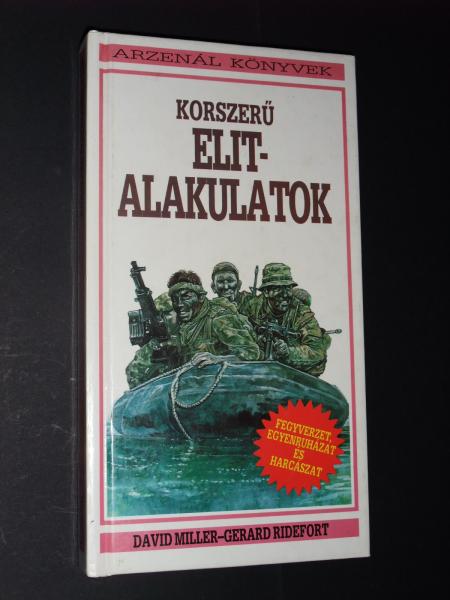 ARZENÁL KÖNYVEK
KORSZERŰ
ELIT-
ALAKULATOK
FEGYVERZET,
EGYENRUHÁZAT
ÉS
HARCÁSZAT
DAVID MILLER–GERARD RIDEFORT